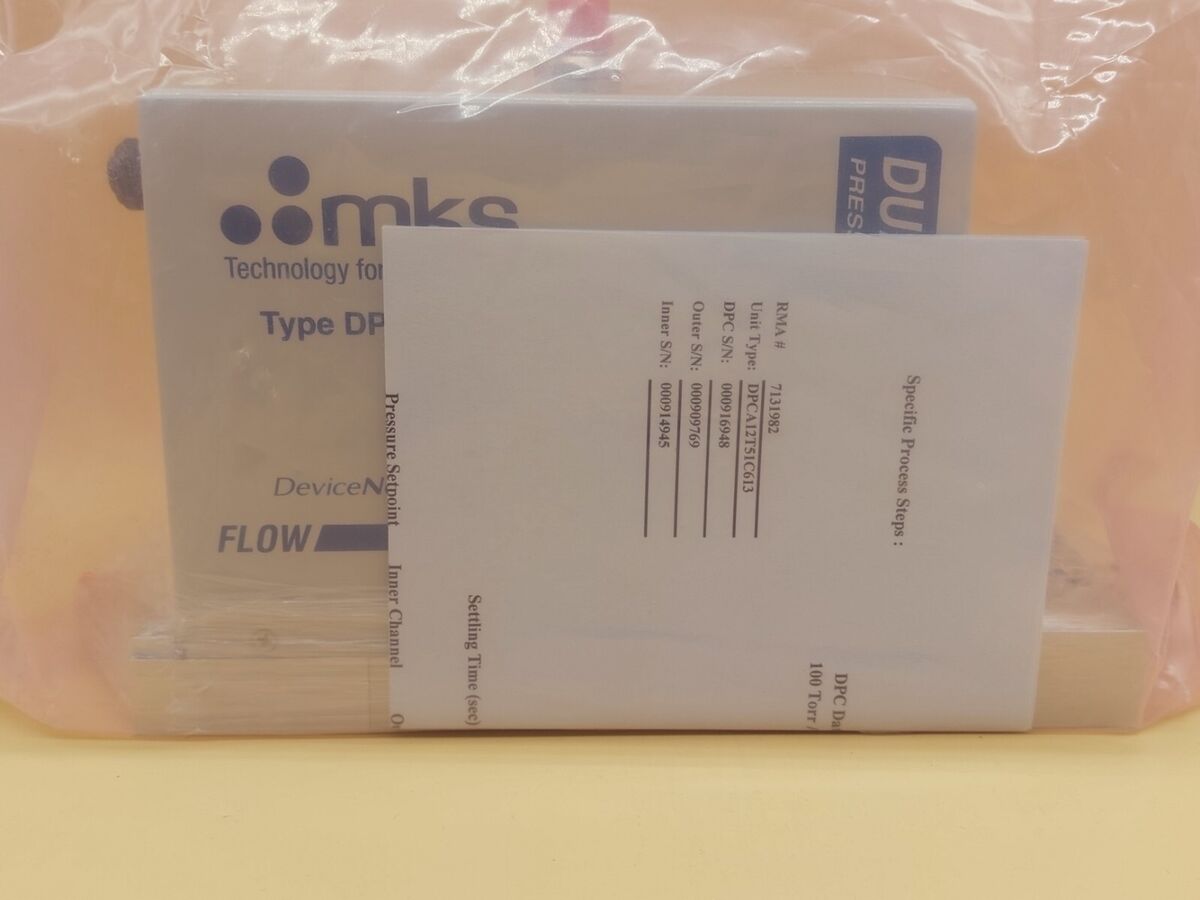 mks
Technology for
Type DP
DeviceN
FLOW
DU
PRES
Specific Process Steps :
RMA # 7131982
Unit Type: DPCA12T51C613
DPC S/N: 000916948
Outer S/N: 000909769
Inner S/N: 000914945
DPC Da
100 Torr /
Settling Time (sec)
Pressure Setpoint Inner Channel O